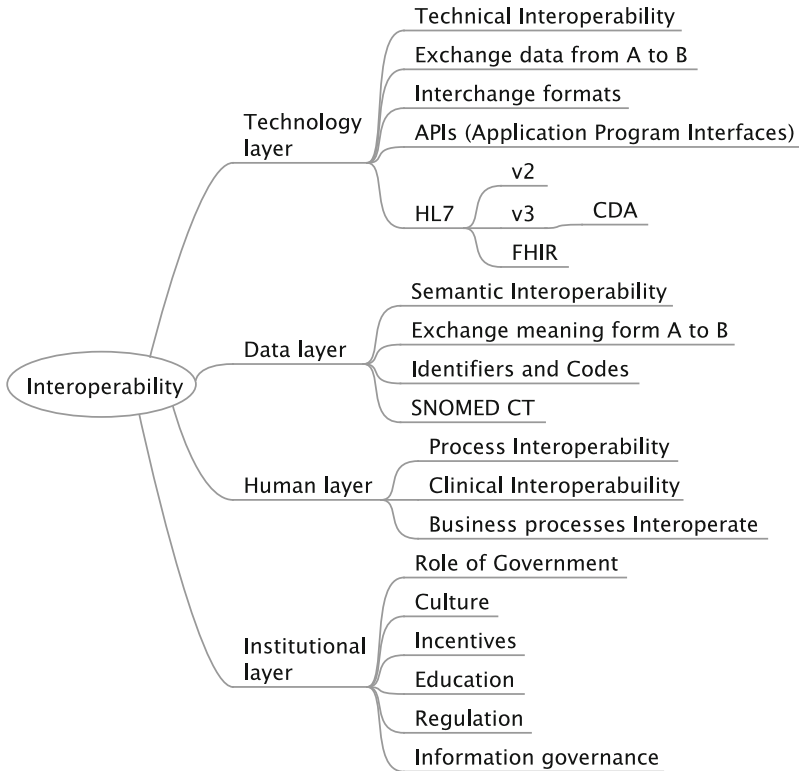 Interoperability
Technology
layer
Technical Interoperability
Exchange data from A to B
Interchange formats
APIs (Application Program Interfaces)
HL7
v2
v3
CDA
FHIR
Data layer
Semantic Interoperability
Exchange meaning form A to B
Identifiers and Codes
SNOMED CT
Human layer
Process Interoperability
Clinical Interoperabuility
Business processes Interoperate
Institutional
layer
Role of Government
Culture
Incentives
Education
Regulation
Information governance